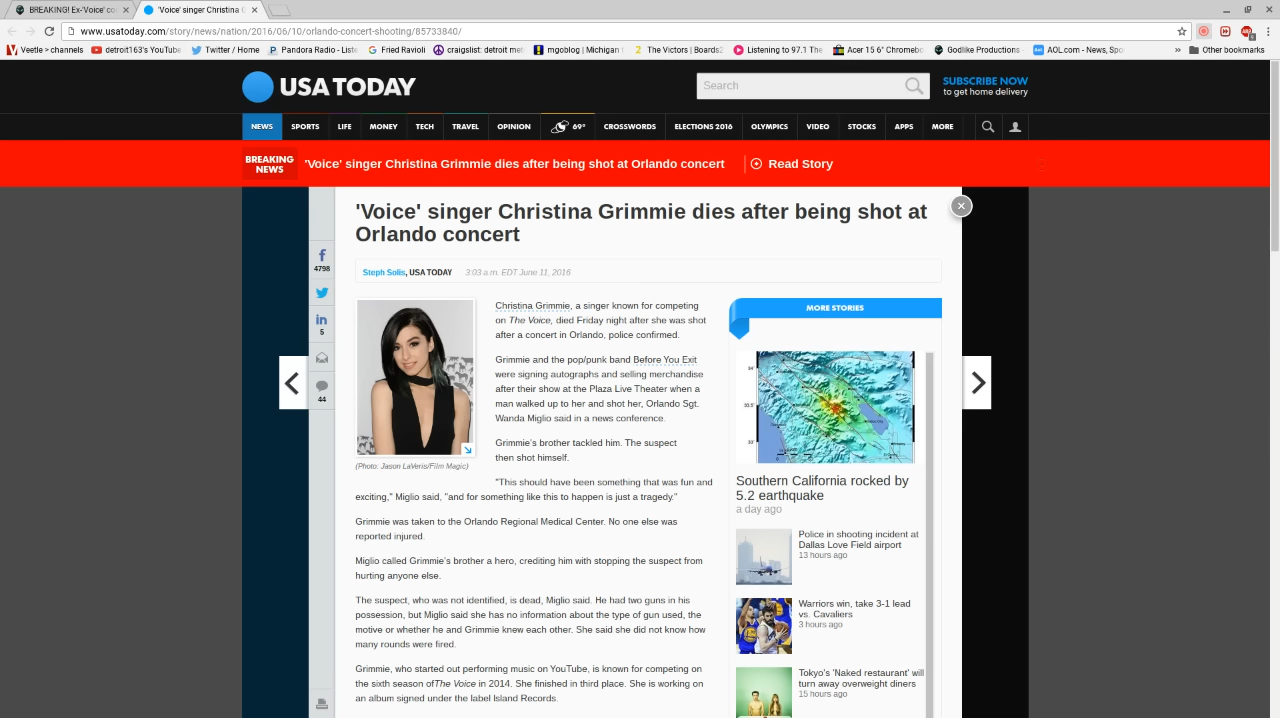 BREAKING! Ex-'Voice' co
'Voice' singer Christina G
www.usatoday.com/story/news/nation/2016/06/10/orlando-concert-shooting/85733840/
Veetle > channels
detroit163's YouTube
Twitter / Home
Pandora Radio - Liste
Fried Ravioli
craigslist: detroit met
mgoblog | Michigan f
The Victors | Boards2
Listening to 97.1 The
Acer 15 6" Chromebo
Godlike Productions
AOL.com - News, Spo
»
Other bookmarks
USA TODAY
Search
SUBSCRIBE NOW
to get home delivery
NEWS
SPORTS
LIFE
MONEY
TECH
TRAVEL
OPINION
69°
CROSSWORDS
ELECTIONS 2016
OLYMPICS
VIDEO
STOCKS
APPS
MORE
BREAKING
NEWS
'Voice' singer Christina Grimmie dies after being shot at Orlando concert
Read Story
'Voice' singer Christina Grimmie dies after being shot at
Orlando concert
Steph Solis, USA TODAY 3:03 a.m. EDT June 11, 2016
4798
5
44
(Photo: Jason LaVeris/Film Magic)
Christina Grimmie, a singer known for competing
on The Voice, died Friday night after she was shot
after a concert in Orlando, police confirmed.
Grimmie and the pop/punk band Before You Exit
were signing autographs and selling merchandise
after their show at the Plaza Live Theater when a
man walked up to her and shot her, Orlando Sgt.
Wanda Miglio said in a news conference.
Grimmie's brother tackled him. The suspect
then shot himself.
"This should have been something that was fun and
exciting," Miglio said, "and for something like this to happen is just a tragedy."
Grimmie was taken to the Orlando Regional Medical Center. No one else was
reported injured.
Miglio called Grimmie's brother a hero, crediting him with stopping the suspect from
hurting anyone else.
The suspect, who was not identified, is dead, Miglio said. He had two guns in his
possession, but Miglio said she has no information about the type of gun used, the
motive or whether he and Grimmie knew each other. She said she did not know how
many rounds were fired.
Grimmie, who started out performing music on YouTube, is known for competing on
the sixth season ofThe Voice in 2014. She finished in third place. She is working on
an album signed under the label Island Records.
MORE STORIES
Southern California rocked by
5.2 earthquake
a day ago
Police in shooting incident at
Dallas Love Field airport
13 hours ago
Warriors win, take 3-1 lead
vs. Cavaliers
3 hours ago
Tokyo's 'Naked restaurant' will
turn away overweight diners
15 hours ago